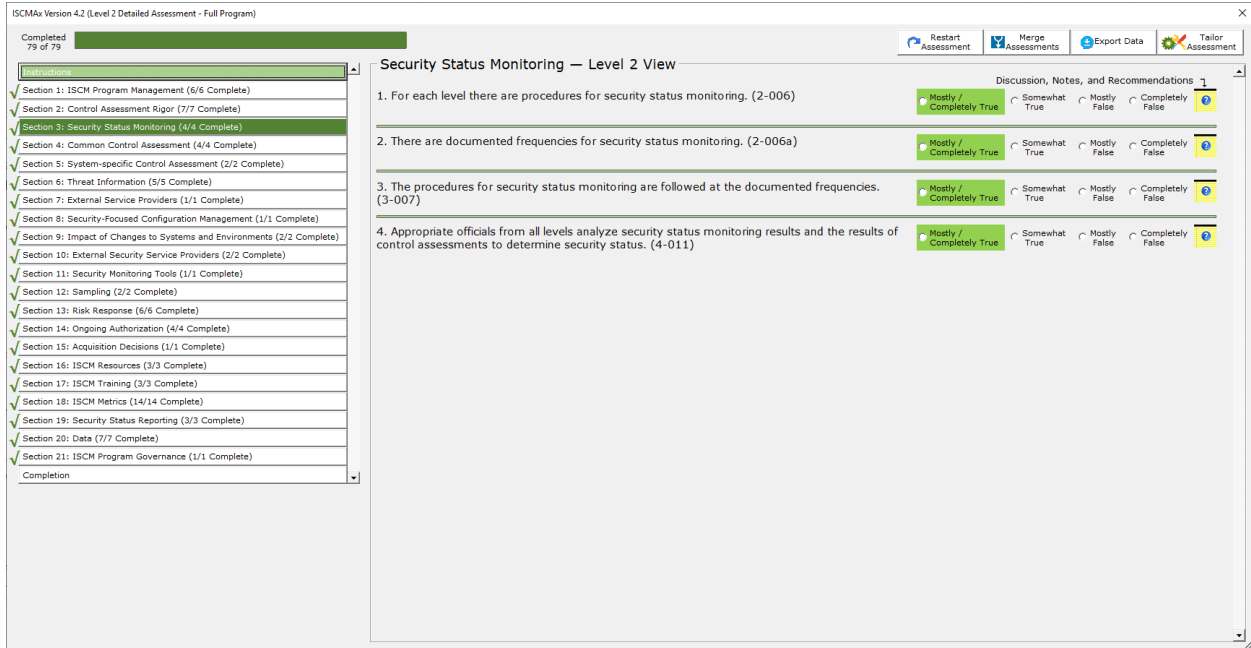 ISCMAx Version 4.2 (Level 2 Detailed Assessment - Full Program)
Completed
79 of 79
Restart
Assessment
Merge
Assessments
Export Data
Tailor
Assessment
Instructions
Section 1: ISCM Program Management (6/6 Complete)
Section 2: Control Assessment Rigor (7/7 Complete)
Section 3: Security Status Monitoring (4/4 Complete)
Section 4: Common Control Assessment (4/4 Complete)
Section 5: System-specific Control Assessment (2/2 Complete)
Section 6: Threat Information (5/5 Complete)
Section 7: External Service Providers (1/1 Complete)
Section 8: Security-Focused Configuration Management (1/1 Complete)
Section 9: Impact of Changes to Systems and Environments (2/2 Complete)
Section 10: External Security Service Providers (2/2 Complete)
Section 11: Security Monitoring Tools (1/1 Complete)
Section 12: Sampling (2/2 Complete)
Section 13: Risk Response (6/6 Complete)
Section 14: Ongoing Authorization (4/4 Complete)
Section 15: Acquisition Decisions (1/1 Complete)
Section 16: ISCM Resources (3/3 Complete)
Section 17: ISCM Training (3/3 Complete)
Section 18: ISCM Metrics (14/14 Complete)
Section 19: Security Status Reporting (3/3 Complete)
Section 20: Data (7/7 Complete)
Section 21: ISCM Program Governance (1/1 Complete)
Completion
Security Status Monitoring — Level 2 View
Discussion, Notes, and Recommendations
1. For each level there are procedures for security status monitoring. (2-006)
Mostly /
Completely True
Somewhat
True
Mostly
False
Completely
False
2. There are documented frequencies for security status monitoring. (2-006a)
Mostly /
Completely True
Somewhat
True
Mostly
False
Completely
False
3. The procedures for security status monitoring are followed at the documented frequencies.
(3-007)
Mostly /
Completely True
Somewhat
True
Mostly
False
Completely
False
4. Appropriate officials from all levels analyze security status monitoring results and the results of
control assessments to determine security status. (4-011)
Mostly /
Completely True
Somewhat
True
Mostly
False
Completely
False